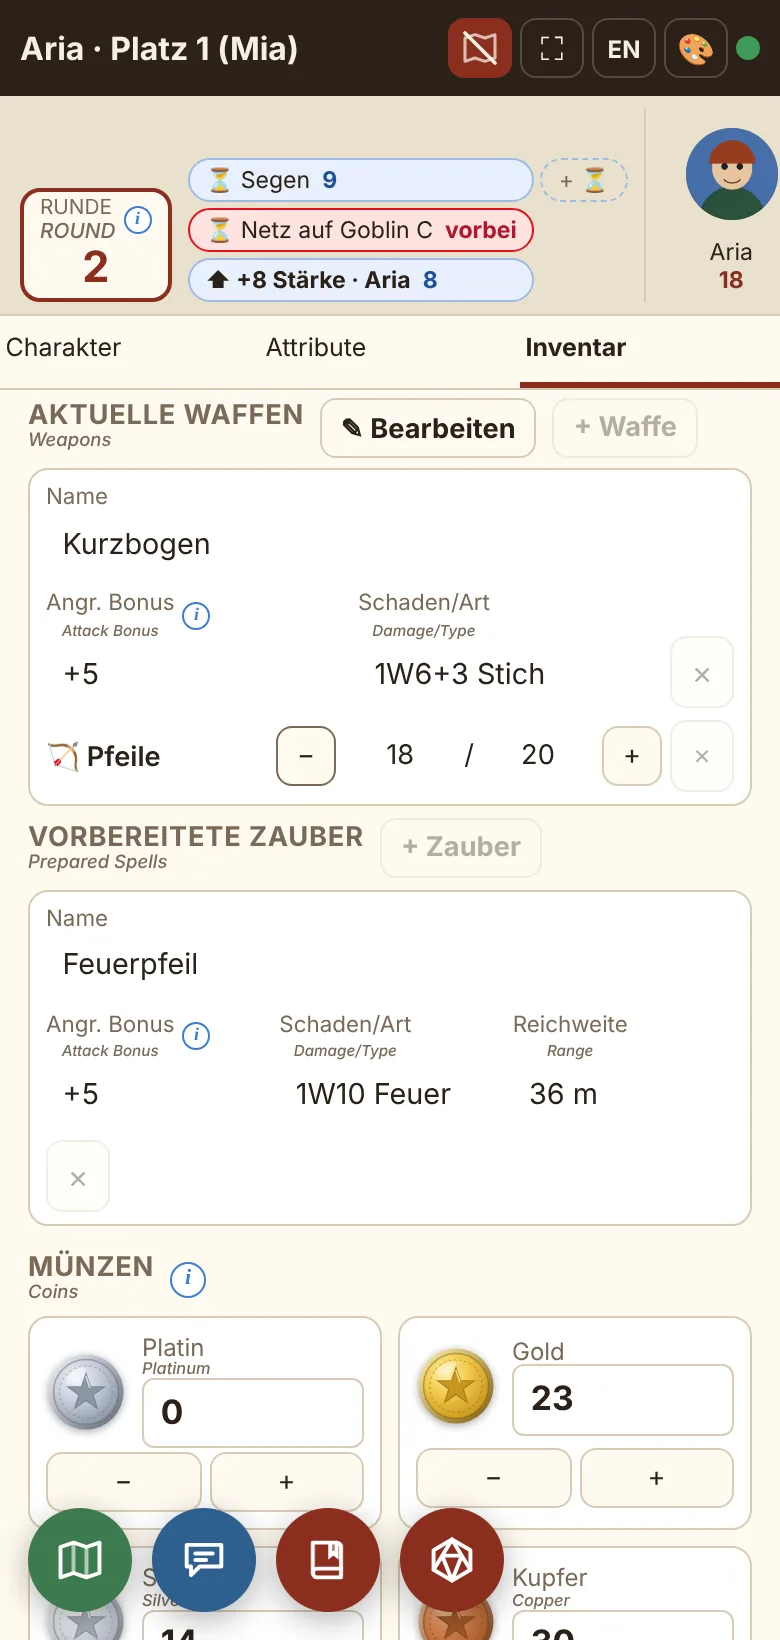 Aria · Platz 1 (Mia)
EN
RUNDE
ROUND
i
2
⏳ Segen 9
+ ⏳
⏳ Netz auf Goblin C vorbei
+8 Stärke · Aria 8
Aria
18
Charakter
Attribute
Inventar
AKTUELLE WAFFEN
Weapons
✎ Bearbeiten
+ Waffe
Name
Kurzbogen
Angr. Bonus i
Attack Bonus
Schaden/Art
Damage/Type
+5
1W6+3 Stich
×
🏹 Pfeile
−
18 / 20
+
×
VORBEREITETE ZAUBER
Prepared Spells
+ Zauber
Name
Feuerpfeil
Angr. Bonus i
Attack Bonus
Schaden/Art
Damage/Type
Reichweite
Range
+5
1W10 Feuer
36 m
×
MÜNZEN
Coins
i
Platin
Platinum
0
− +
Gold
23
− +
Kupfer
Copper